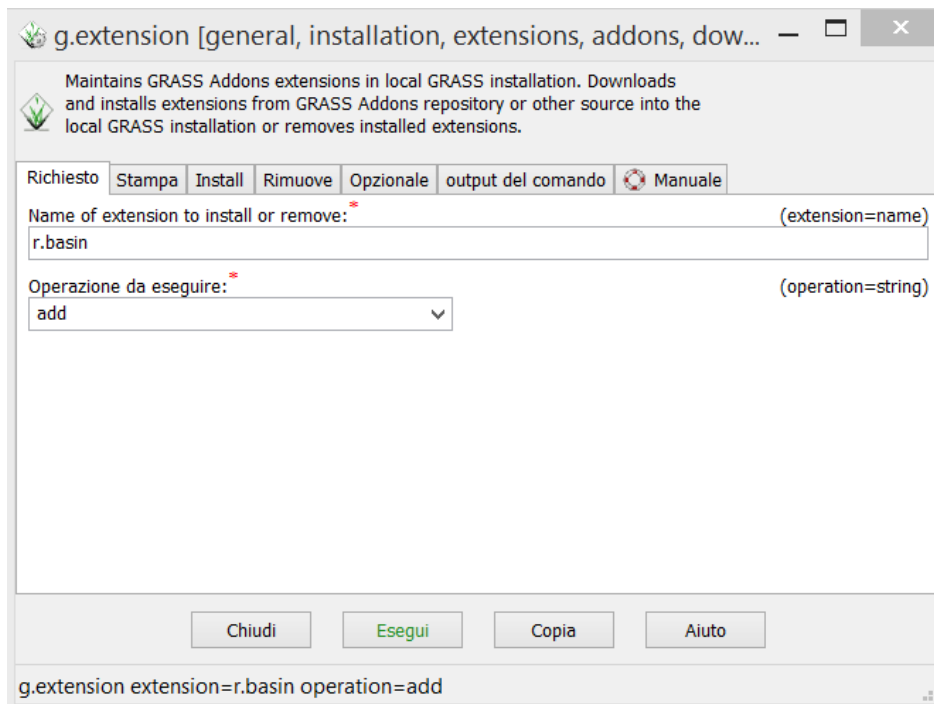 g.extension [general, installation, extensions, addons, dow...
Maintains GRASS Addons extensions in local GRASS installation. Downloads
and installs extensions from GRASS Addons repository or other source into the
local GRASS installation or removes installed extensions.
Richiesto Stampa Install Rimuove Opzionale output del comando Manuale
Name of extension to install or remove:* (extension=name)
r.basin
Operazione da eseguire:* (operation=string)
add
Chiudi Esegui Copia Aiuto
g.extension extension=r.basin operation=add